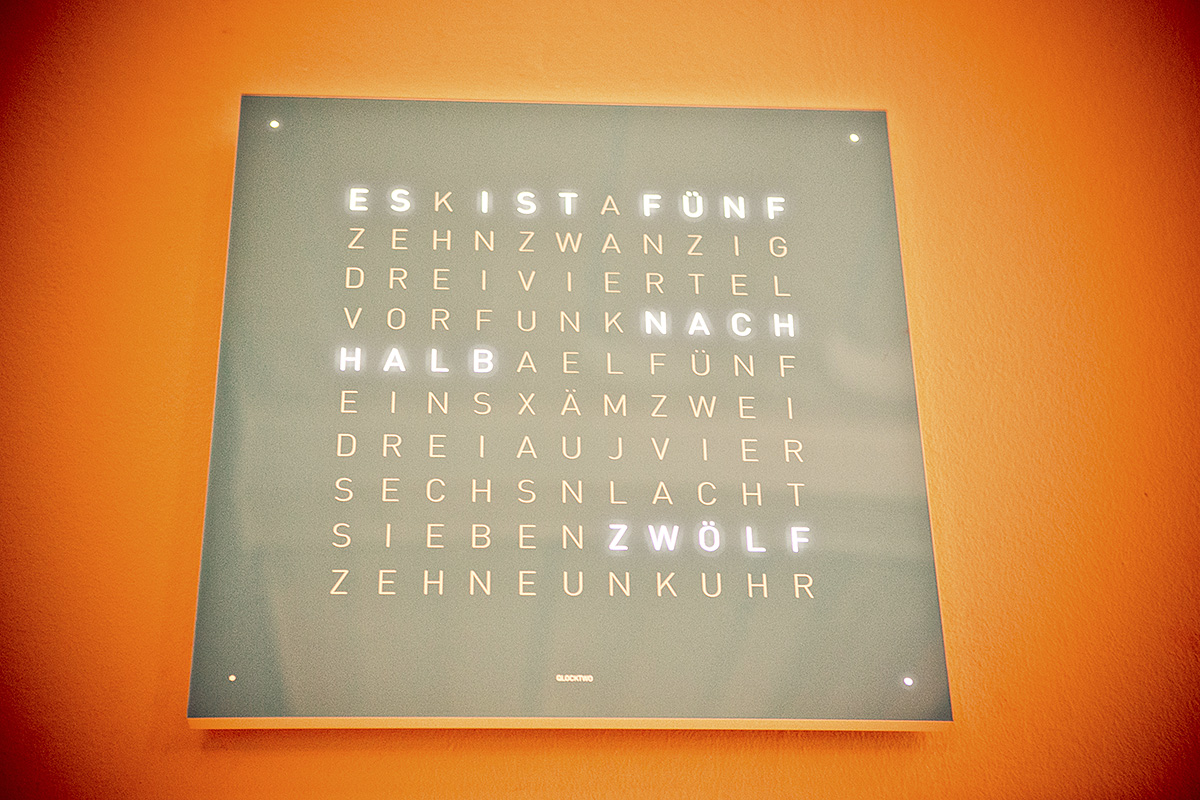 ESKISTAFÜNF
ZEHNZWANZIG
DREIVIERTEL
VORFUNKNACH
HALBAELFÜNF
EINSXÄMZWEI
DREIAUJVIER
SECHSNLACHT
SIEBENZWÖLF
ZEHNEUNKUHR
QLOCKTWO